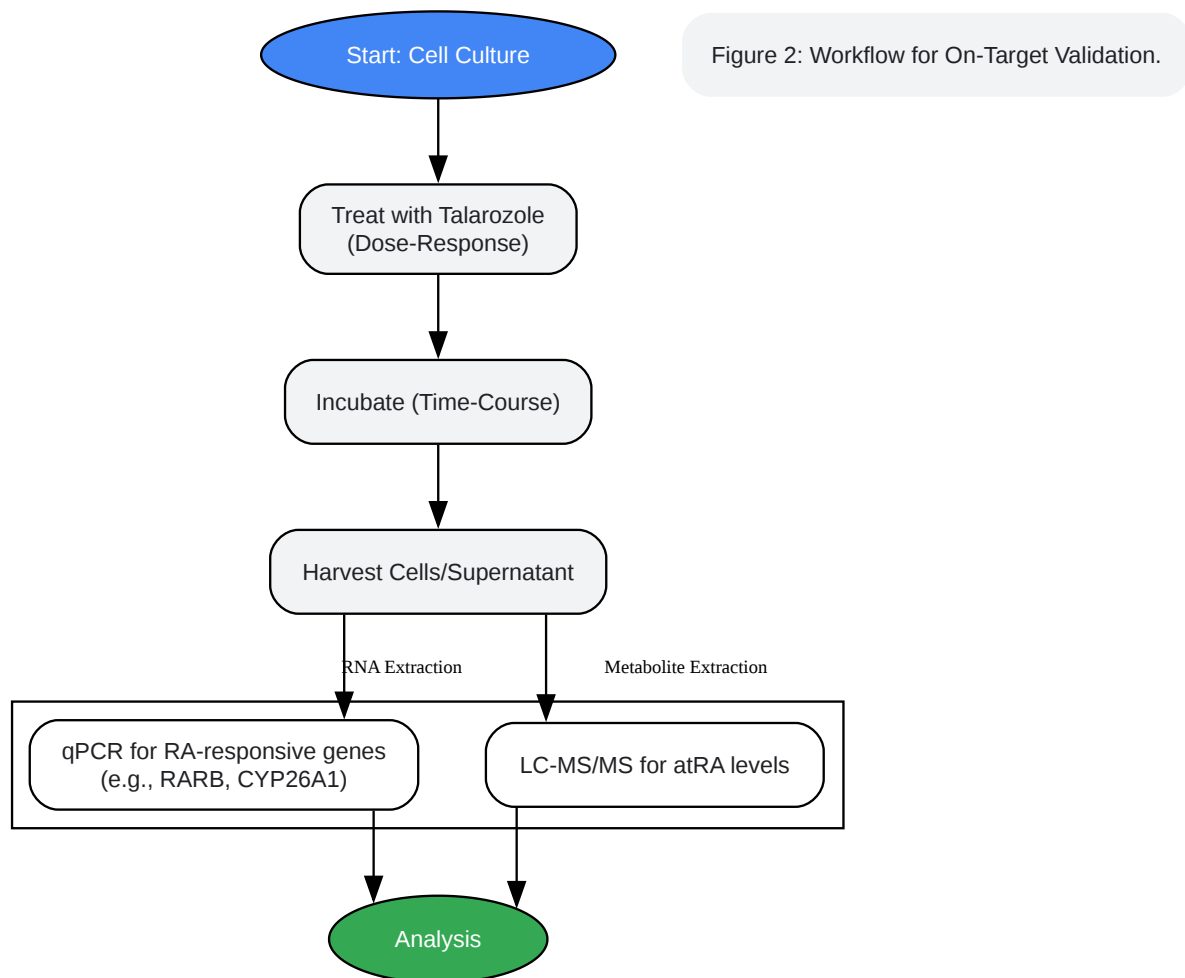 Start: Cell Culture
Figure 2: Workflow for On-Target Validation.
Treat with Talarozole
(Dose-Response)
Incubate (Time-Course)
Harvest Cells/Supernatant
RNA Extraction
Metabolite Extraction
qPCR for RA-responsive genes
(e.g., RARB, CYP26A1)
LC-MS/MS for atRA levels
Analysis